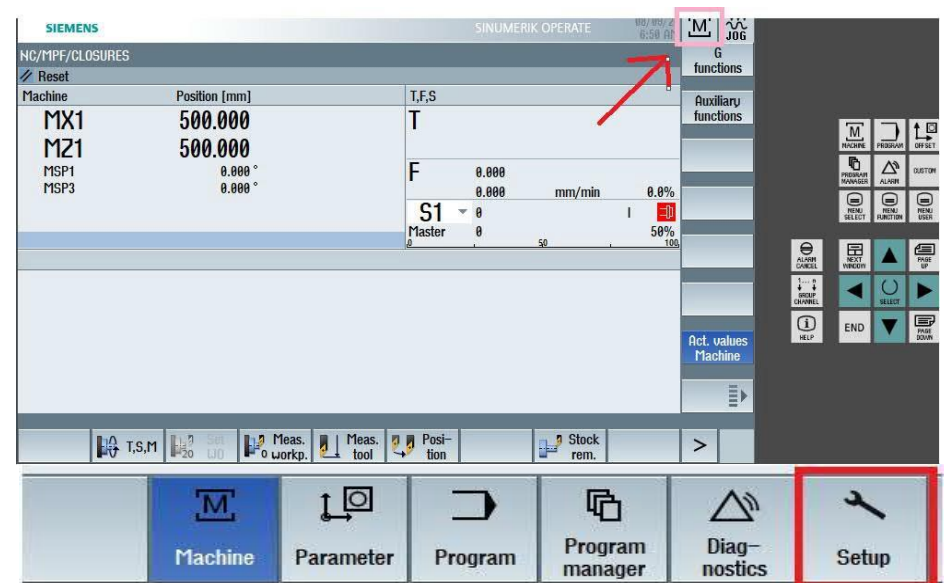 SIEMENS
SINUMERIK OPERATE
6:50 AM
M
JOG
NC/MPF/CLOSURES
Reset
G
functions
Machine Position [mm] T,F,S
Auxiliary
functions
MX1 500.000 T
MZ1 500.000
MSP1 0.000 °
MSP3 0.000 °
F 0.000
0.000 mm/min 0.0%
S1 0 I
Master 0 50%
0 50 100
Act. values
Machine
T,S,M
Set
WO
Meas.
workp.
Meas.
tool
Posi-
tion
Stock
rem.
>
M
MACHINE
PROGRAM
OFFSET
PROGRAM
MANAGER
ALARM
CUSTOM
MENU
SELECT
MENU
FUNCTION
MENU
USER
ALARM
CANCEL
NEXT
WINDOW
PAGE
UP
1... n
GROUP
CHANNEL
SELECT
HELP
END
PAGE
DOWN
M
Machine
Parameter
Program
Program
manager
Diag-
nostics
Setup